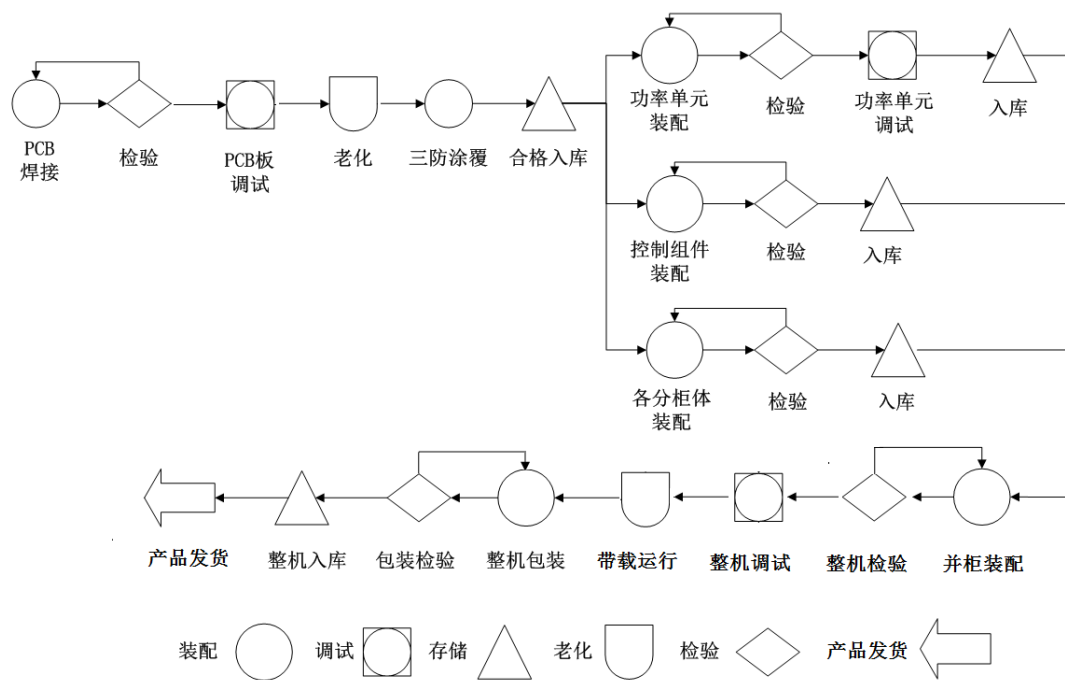 PCB
焊接
检验
PCB板
调试
老化
三防涂覆
合格入库
功率单元
装配
检验
功率单元
调试
入库
控制组件
装配
检验
入库
各分柜体
装配
检验
入库
产品发货
整机入库
包装检验
整机包装
带载运行
整机调试
整机检验
并柜装配
装配
调试
存储
老化
检验
产品发货